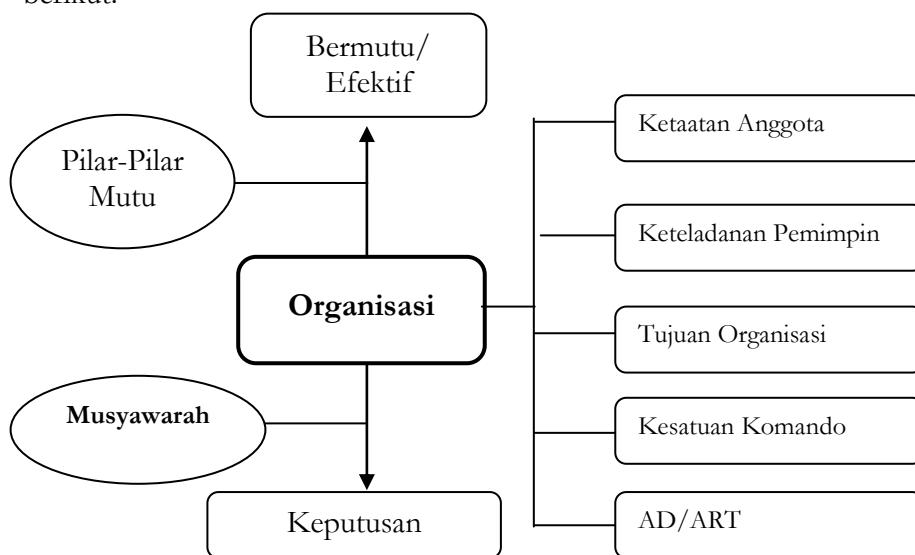 berikut:
Bermutu/
Efektif
Ketaatan Anggota
Pilar-Pilar
Mutu
Keteladanan Pemimpin
Organisasi
Tujuan Organisasi
Musyawarah
Kesatuan Komando
Keputusan
AD/ART